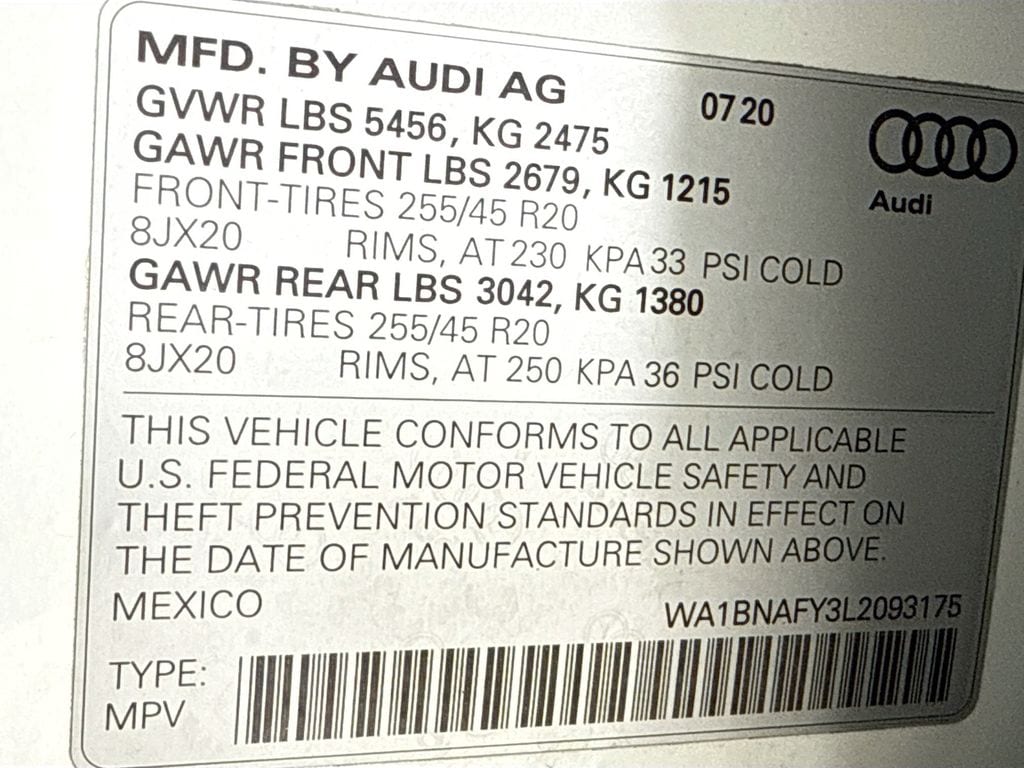 MFD. BY AUDI AG 0720
GVWR LBS 5456, KG 2475
GAWR FRONT LBS 2679, KG 1215
Audi
FRONT-TIRES 255/45 R20
8JX20 RIMS, AT 230 KPA 33 PSI COLD
GAWR REAR LBS 3042, KG 1380
REAR-TIRES 255/45 R20
8JX20 RIMS, AT 250 KPA 36 PSI COLD
THIS VEHICLE CONFORMS TO ALL APPLICABLE
U.S. FEDERAL MOTOR VEHICLE SAFETY AND
THEFT PREVENTION STANDARDS IN EFFECT ON
THE DATE OF MANUFACTURE SHOWN ABOVE.
MEXICO WA1BNAFY3L2093175
TYPE:
MPV